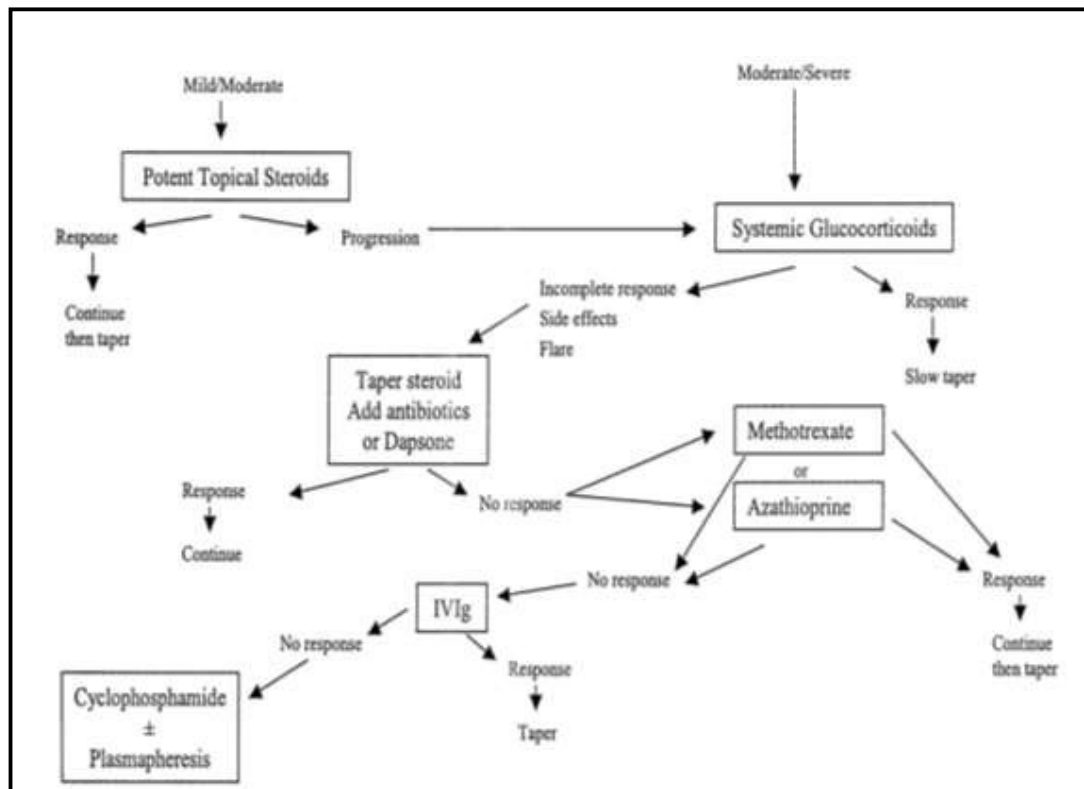 Mild/Moderate
Moderate/Severe
Potent Topical Steroids
Systemic Glucocorticoids
Response
Progression
Continue
then taper
Incomplete response
Side effects
Flare
Response
Slow taper
Taper steroid
Add antibiotics
or Dapsone
Methotrexate
or
Azathioprine
Response
Continue
No response
No response
Response
Continue
then taper
IVIg
No response
Response
Taper
Cyclophosphamide
±
Plasmapheresis